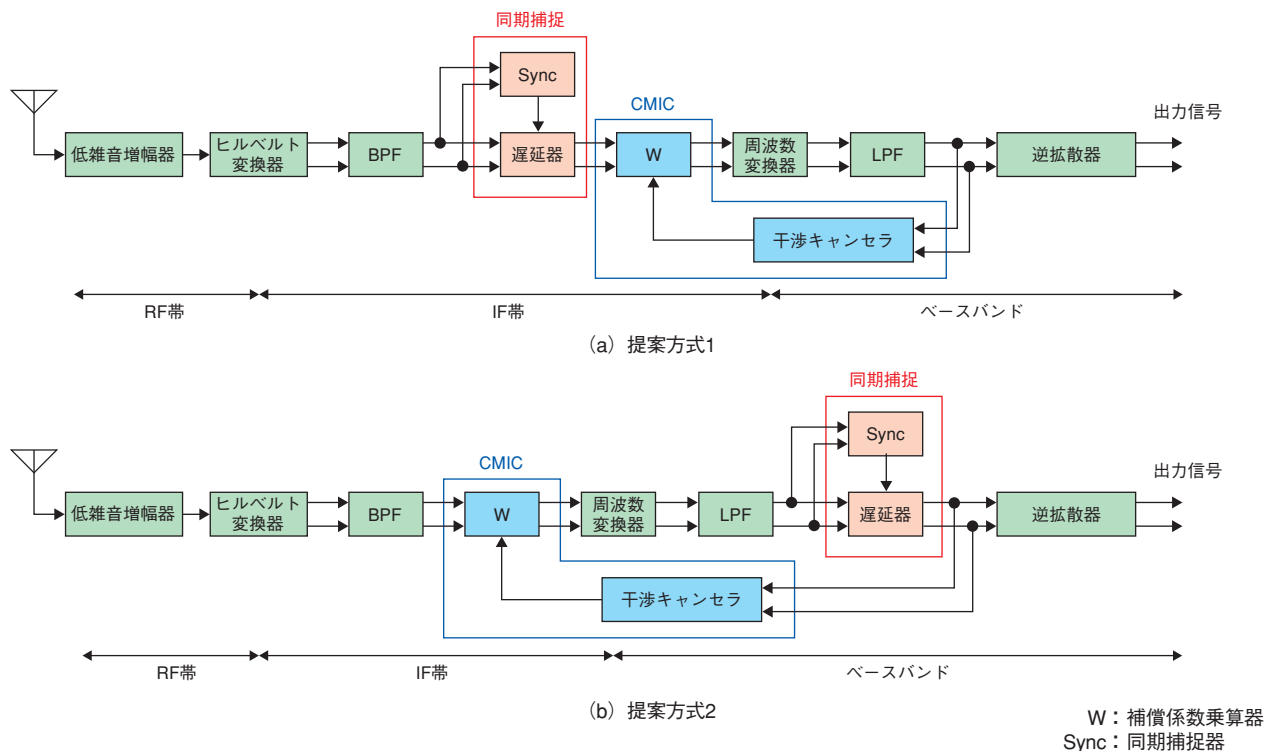 同期捕捉
Sync
CMIC
出力信号
低雑音増幅器
ヒルベルト
変換器
BPF
遅延器
W
周波数
変換器
LPF
逆拡散器
干渉キャンセラ
RF帯
IF帯
ベースバンド
(a) 提案方式1
同期捕捉
Sync
CMIC
出力信号
低雑音増幅器
ヒルベルト
変換器
BPF
W
周波数
変換器
LPF
遅延器
逆拡散器
干渉キャンセラ
RF帯
IF帯
ベースバンド
(b) 提案方式2
W:補償係数乗算器
Sync:同期捕捉器